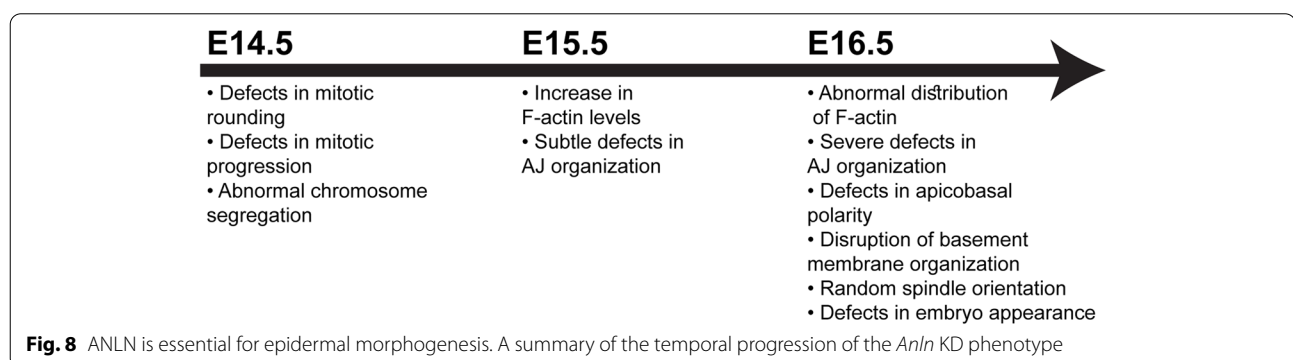 E14.5
• Defects in mitotic
rounding
• Defects in mitotic
progression
• Abnormal chromosome
segregation
E15.5
• Increase in
F-actin levels
• Subtle defects in
AJ organization
E16.5
• Abnormal distribution
of F-actin
• Severe defects in
AJ organization
• Defects in apicobasal
polarity
• Disruption of basement
membrane organization
• Random spindle orientation
• Defects in embryo appearance
Fig. 8 ANLN is essential for epidermal morphogenesis. A summary of the temporal progression of the Anln KD phenotype